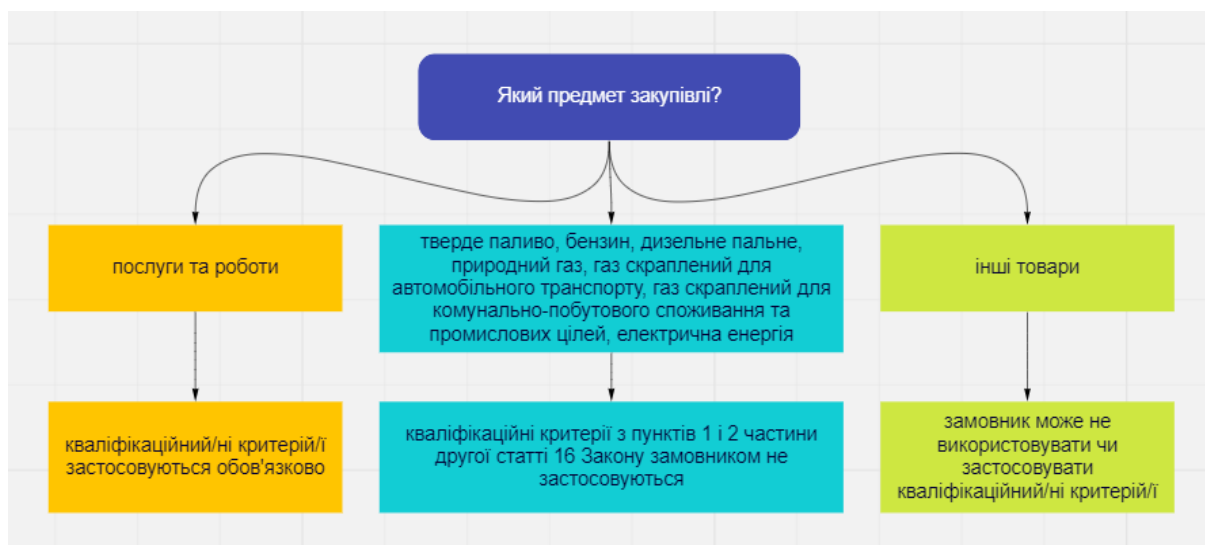 Який предмет закупівлі?
послуги та роботи
тверде паливо, бензин, дизельне пальне,
природний газ, газ скраплений для
автомобільного транспорту, газ скраплений для
комунально-побутового споживання та
промислових цілей, електрична енергія
інші товари
кваліфікаційний/ні критерій/ї
застосовуються обов'язково
кваліфікаційні критерії з пунктів 1 і 2 частини
другої статті 16 Закону замовником не
застосовуються
замовник може не
використовувати чи
застосовувати
кваліфікаційний/ні критерій/ї